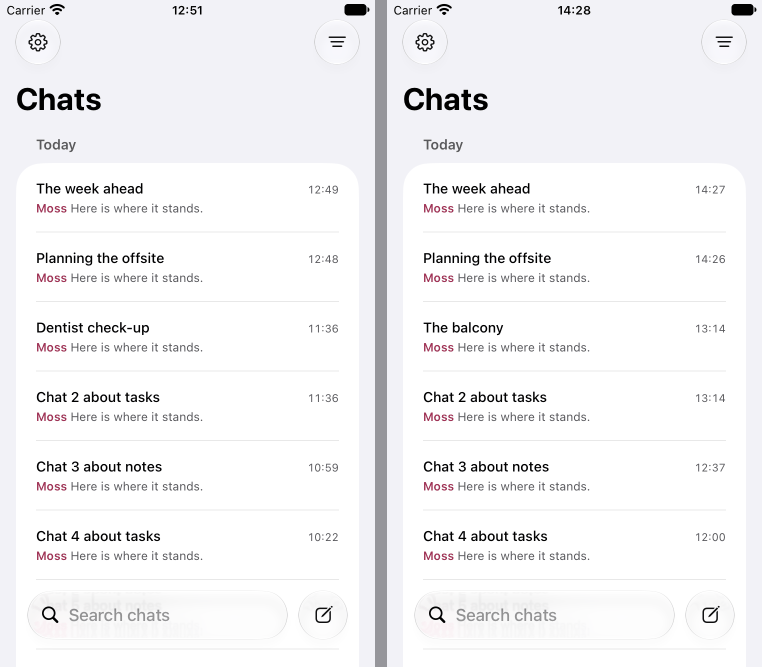 Carrier 12:51
Chats
Today
The week ahead 12:49
Moss Here is where it stands.
Planning the offsite 12:48
Moss Here is where it stands.
Dentist check-up 11:36
Moss Here is where it stands.
Chat 2 about tasks 11:36
Moss Here is where it stands.
Chat 3 about notes 10:59
Moss Here is where it stands.
Chat 4 about tasks 10:22
Moss Here is where it stands.
Search chats
Carrier 14:28
Chats
Today
The week ahead 14:27
Moss Here is where it stands.
Planning the offsite 14:26
Moss Here is where it stands.
The balcony 13:14
Moss Here is where it stands.
Chat 2 about tasks 13:14
Moss Here is where it stands.
Chat 3 about notes 12:37
Moss Here is where it stands.
Chat 4 about tasks 12:00
Moss Here is where it stands.
Search chats